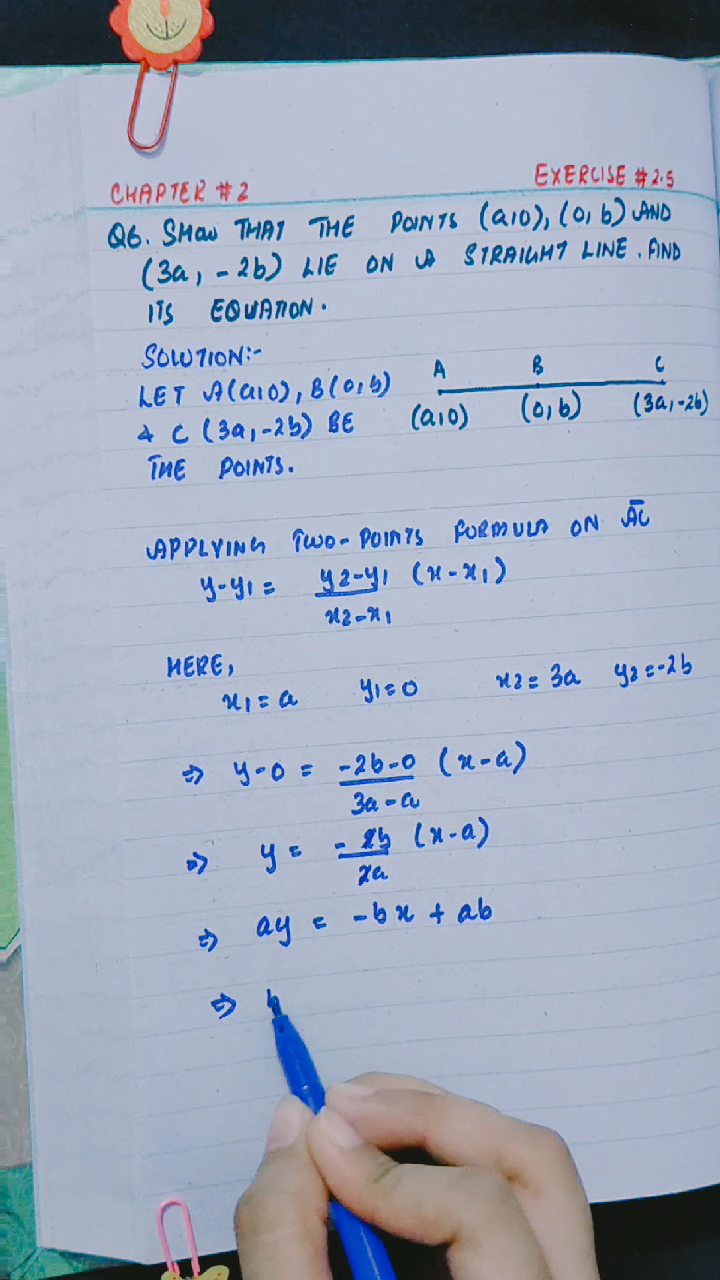 CHAPTER #2
EXERCISE #2.5
Q6. SHOW THAT THE POINTS (a,0), (0, b) AND
(3a, -2b) LIE ON A STRAIGHT LINE. FIND
ITS EQUATION.
SOLUTION:-
LET A(a,0), B(0,b)
& C (3a,-2b) BE
THE POINTS.
A B C
(a,0) (0,b) (3a,-2b)
APPLYING TWO-POINTS FORMULA ON A̅C̅
y-y1 = y2-y1 (x-x1)
x2-x1
HERE,
x1 = a y1=0 x2= 3a y2=-2b
⇒ y-0 = -2b-0 (x-a)
3a-a
⇒ y = -2b (x-a)
2a
⇒ ay = -bx + ab
⇒ b